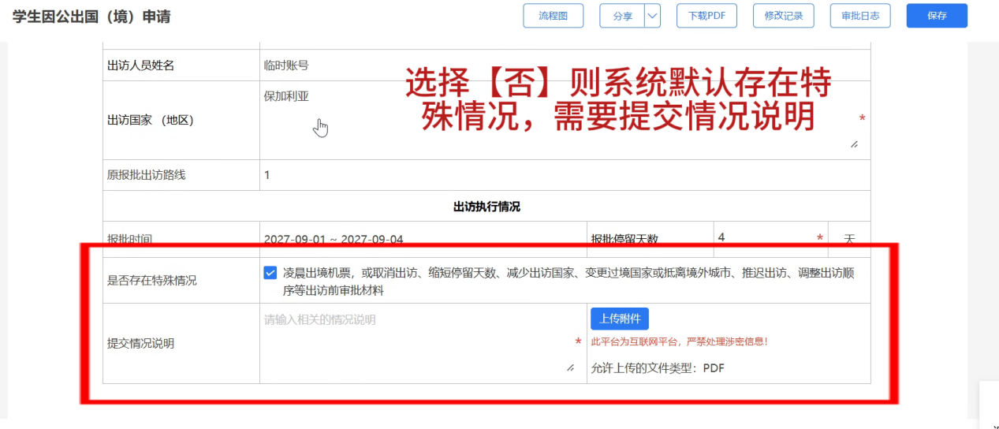 学生因公出国（境）申请
流程图 分享 下载PDF 修改记录 审批日志 保存
出访人员姓名 临时账号
选择【否】则系统默认存在特
殊情况，需要提交情况说明
出访国家 （地区） 保加利亚 *
原报批出访路线 1
出访执行情况
报批时间 2027-09-01 ~ 2027-09-04 报批停留天数 4 * 天
是否存在特殊情况 凌晨出境机票，或取消出访、缩短停留天数、减少出访国家、变更过境国家或抵离境外城市、推迟出访、调整出访顺
序等出访前审批材料
提交情况说明 请输入相关的情况说明 * 上传附件
此平台为互联网平台，严禁处理涉密信息！
允许上传的文件类型：PDF